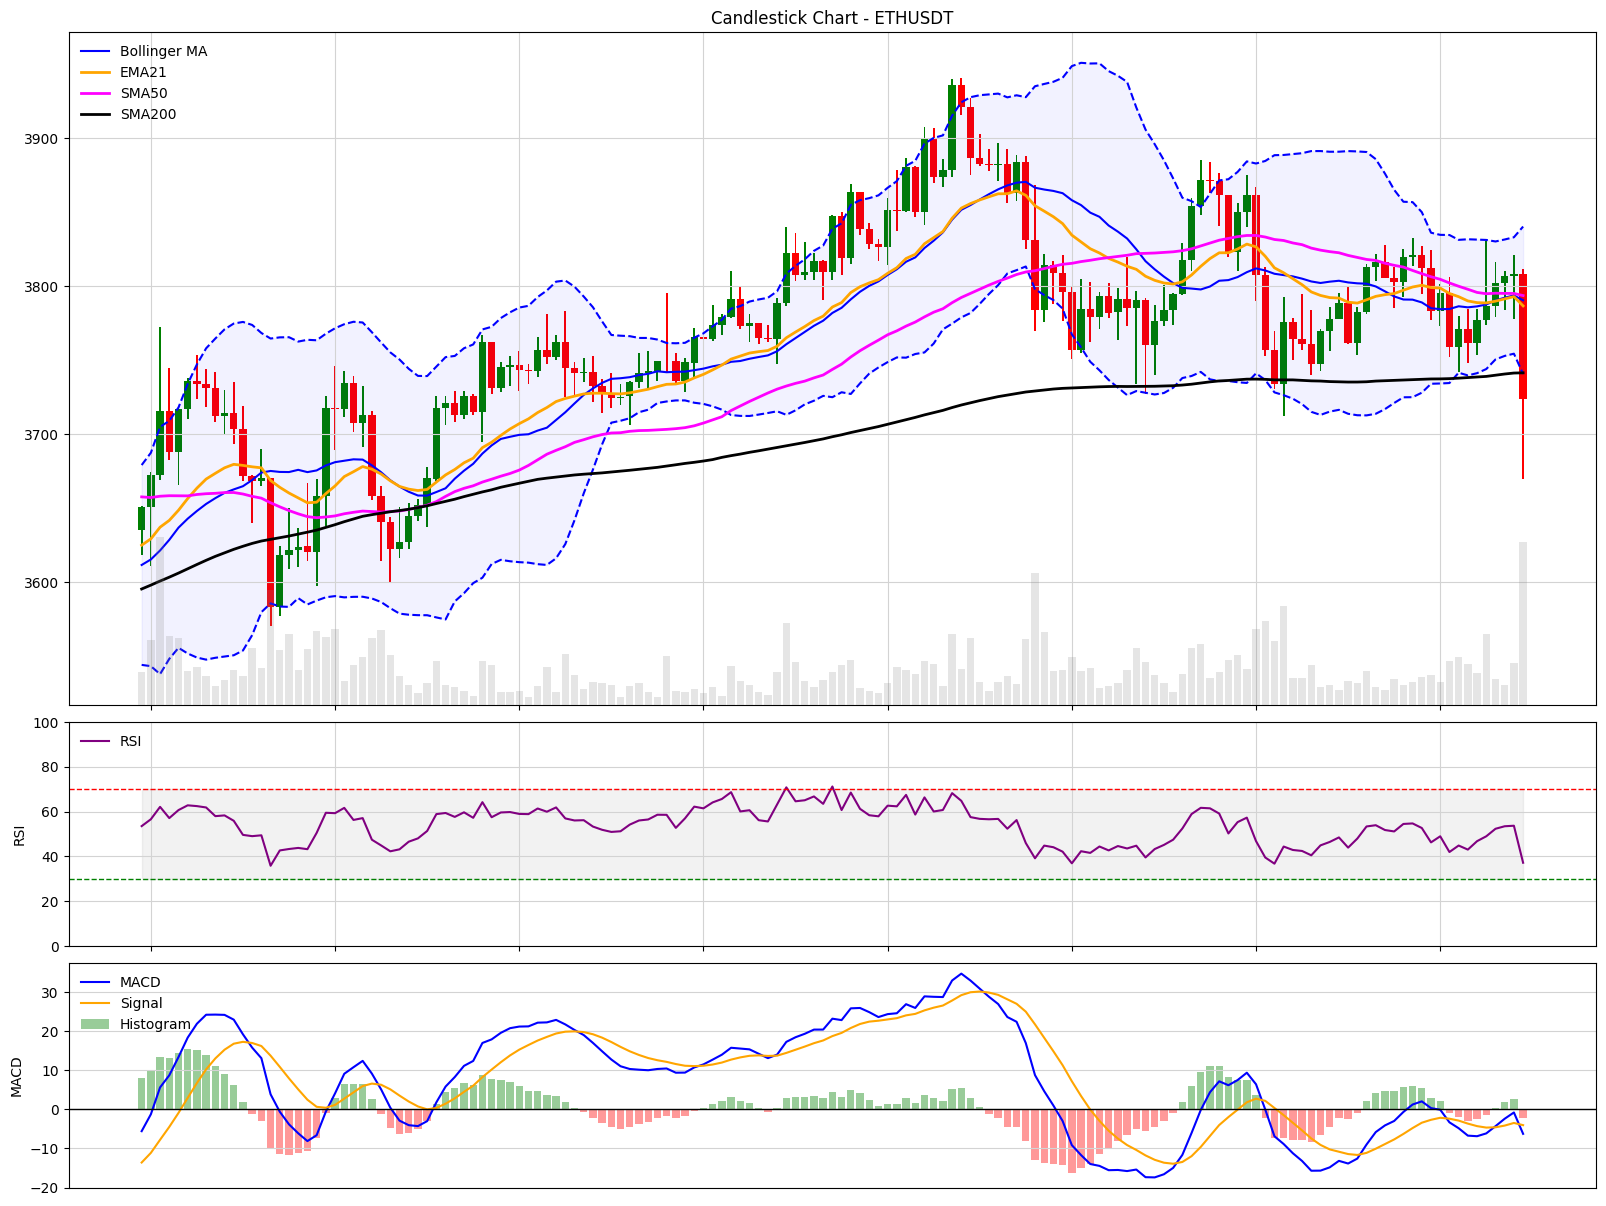 Candlestick Chart - ETHUSDT
Bollinger MA
EMA21
SMA50
SMA200
3900
3800
3700
3600
RSI
100
80
60
40
20
0
RSI
MACD
Signal
Histogram
30
20
10
0
−10
−20
MACD